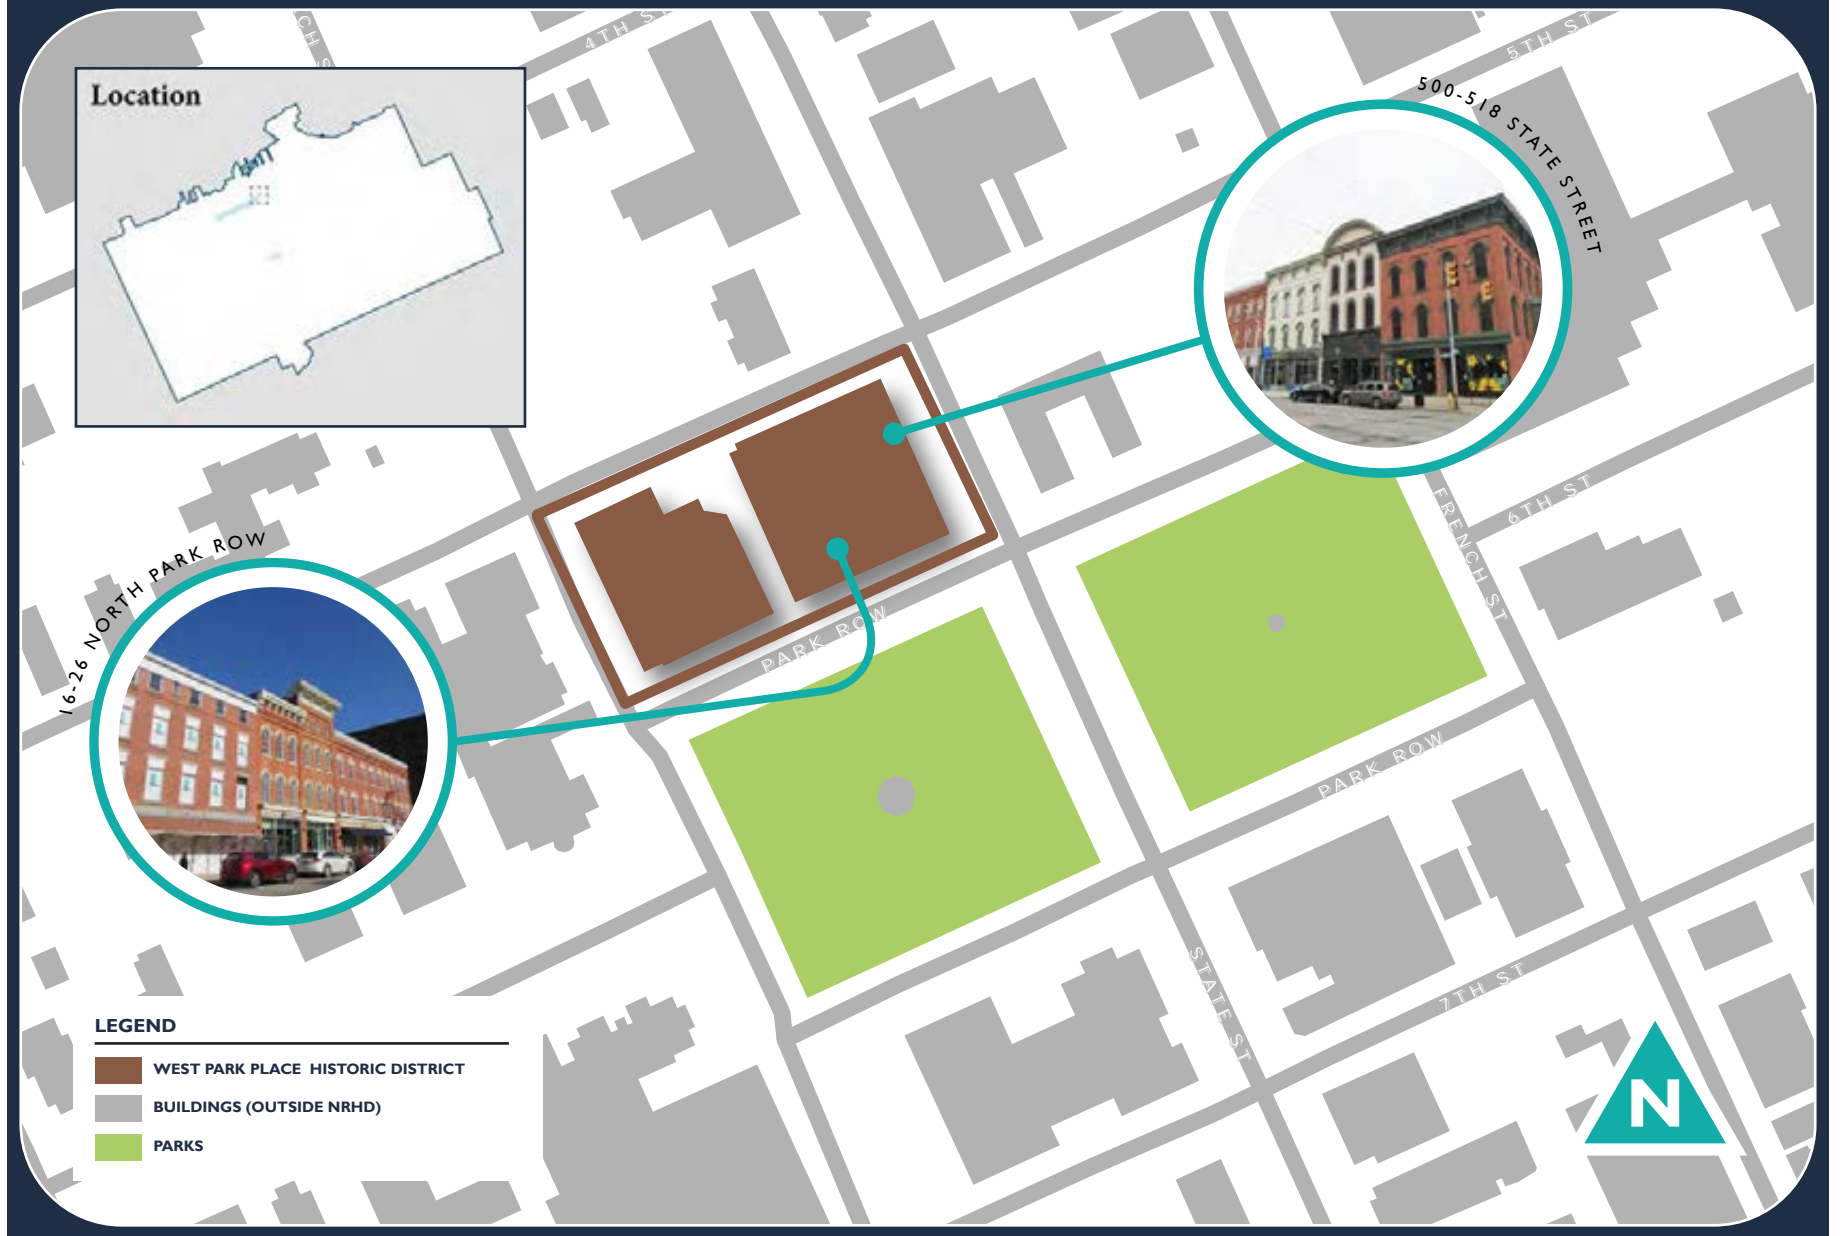 CH S
4TH ST
5TH ST
Location
500-518 STATE STREET
16-26 NORTH PARK ROW
PARK ROW
FRENCH ST
6TH ST
PARK ROW
STATE ST
7TH ST
LEGEND
WEST PARK PLACE HISTORIC DISTRICT
BUILDINGS (OUTSIDE NRHD)
PARKS
N